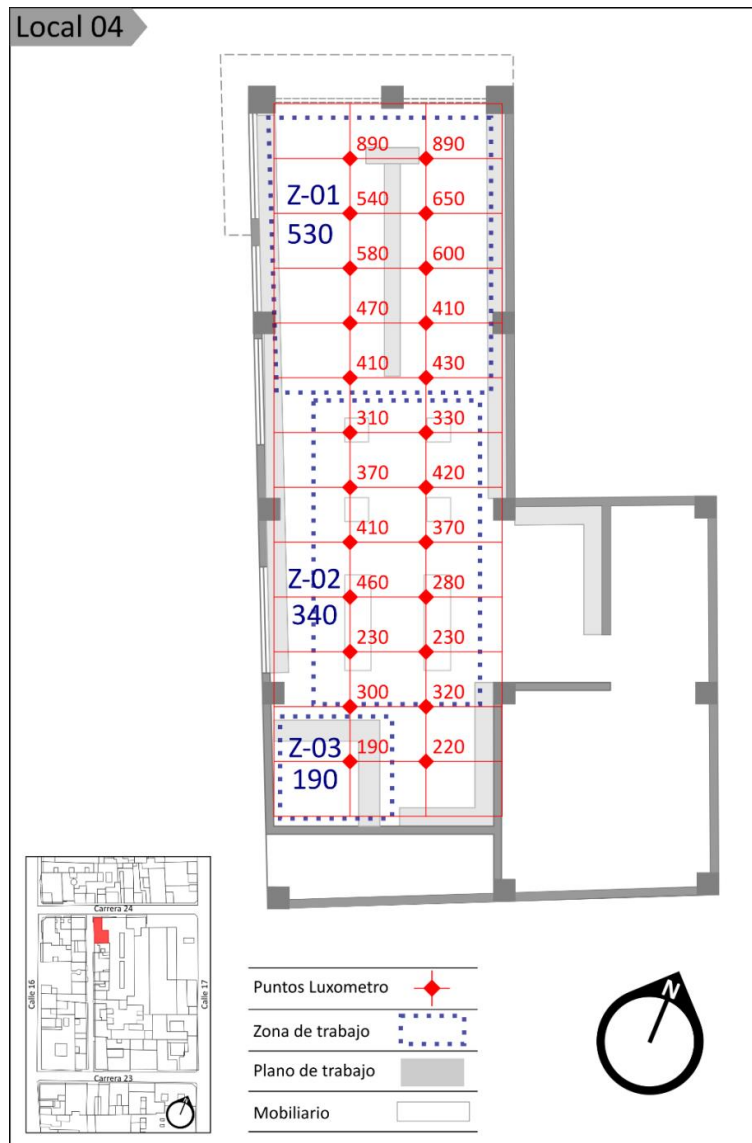 Local 04
890 890
Z-01 540 650
530
580 600
470 410
410 430
310 330
370 420
410 370
Z-02 460 280
340
230 230
300 320
Z-03 190 220
190
Carrera 24
Calle 16
Calle 17
Carrera 23
N
Puntos Luxometro
Zona de trabajo
Plano de trabajo
Mobiliario
N